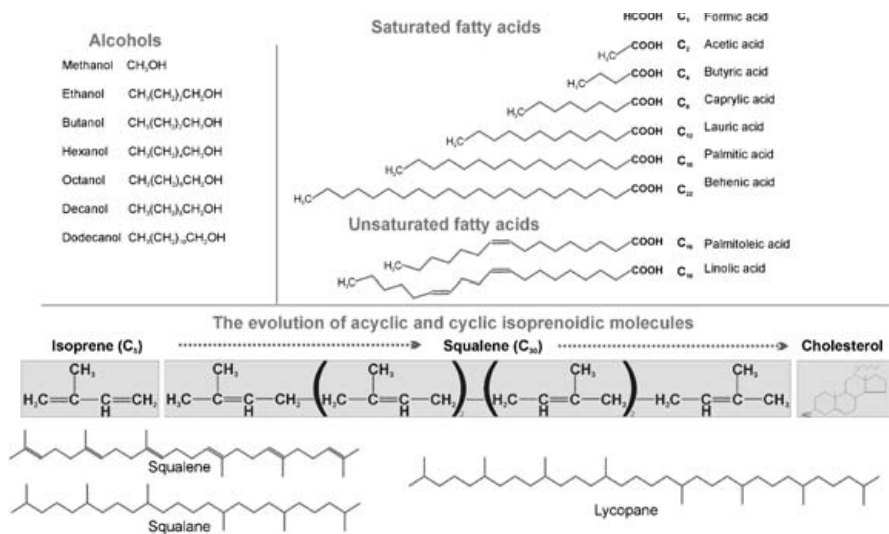 Alcohols
Methanol CH₃OH
Ethanol CH₃(CH₂)₂CH₂OH
Butanol CH₃(CH₂)₂CH₂OH
Hexanol CH₃(CH₂)₄CH₂OH
Octanol CH₃(CH₂)₆CH₂OH
Decanol CH₃(CH₂)₈CH₂OH
Dodecanol CH₃(CH₂)₁₀CH₂OH
Saturated fatty acids
HCOOH C₁ Formic acid
H₃C COOH C₂ Acetic acid
H₃C COOH C₄ Butyric acid
H₃C COOH C₈ Caprylic acid
H₃C COOH C₁₂ Lauric acid
H₃C COOH C₁₆ Palmitic acid
H₃C COOH C₂₂ Behenic acid
Unsaturated fatty acids
H₃C COOH C₁₆ Palmitoleic acid
H₃C COOH C₁₈ Linolic acid
The evolution of acyclic and cyclic isoprenoidic molecules
Isoprene (C₅) Squalene (C₃₀) Cholesterol
CH₃ CH₃ CH₃ CH₃ CH₃
H₂C C CH₂ H₃C C CH₂ H₂C C CH₂ H₂C C CH₂ H₂C C CH₃
H H H H H
Squalene
Squalane
Lycopane